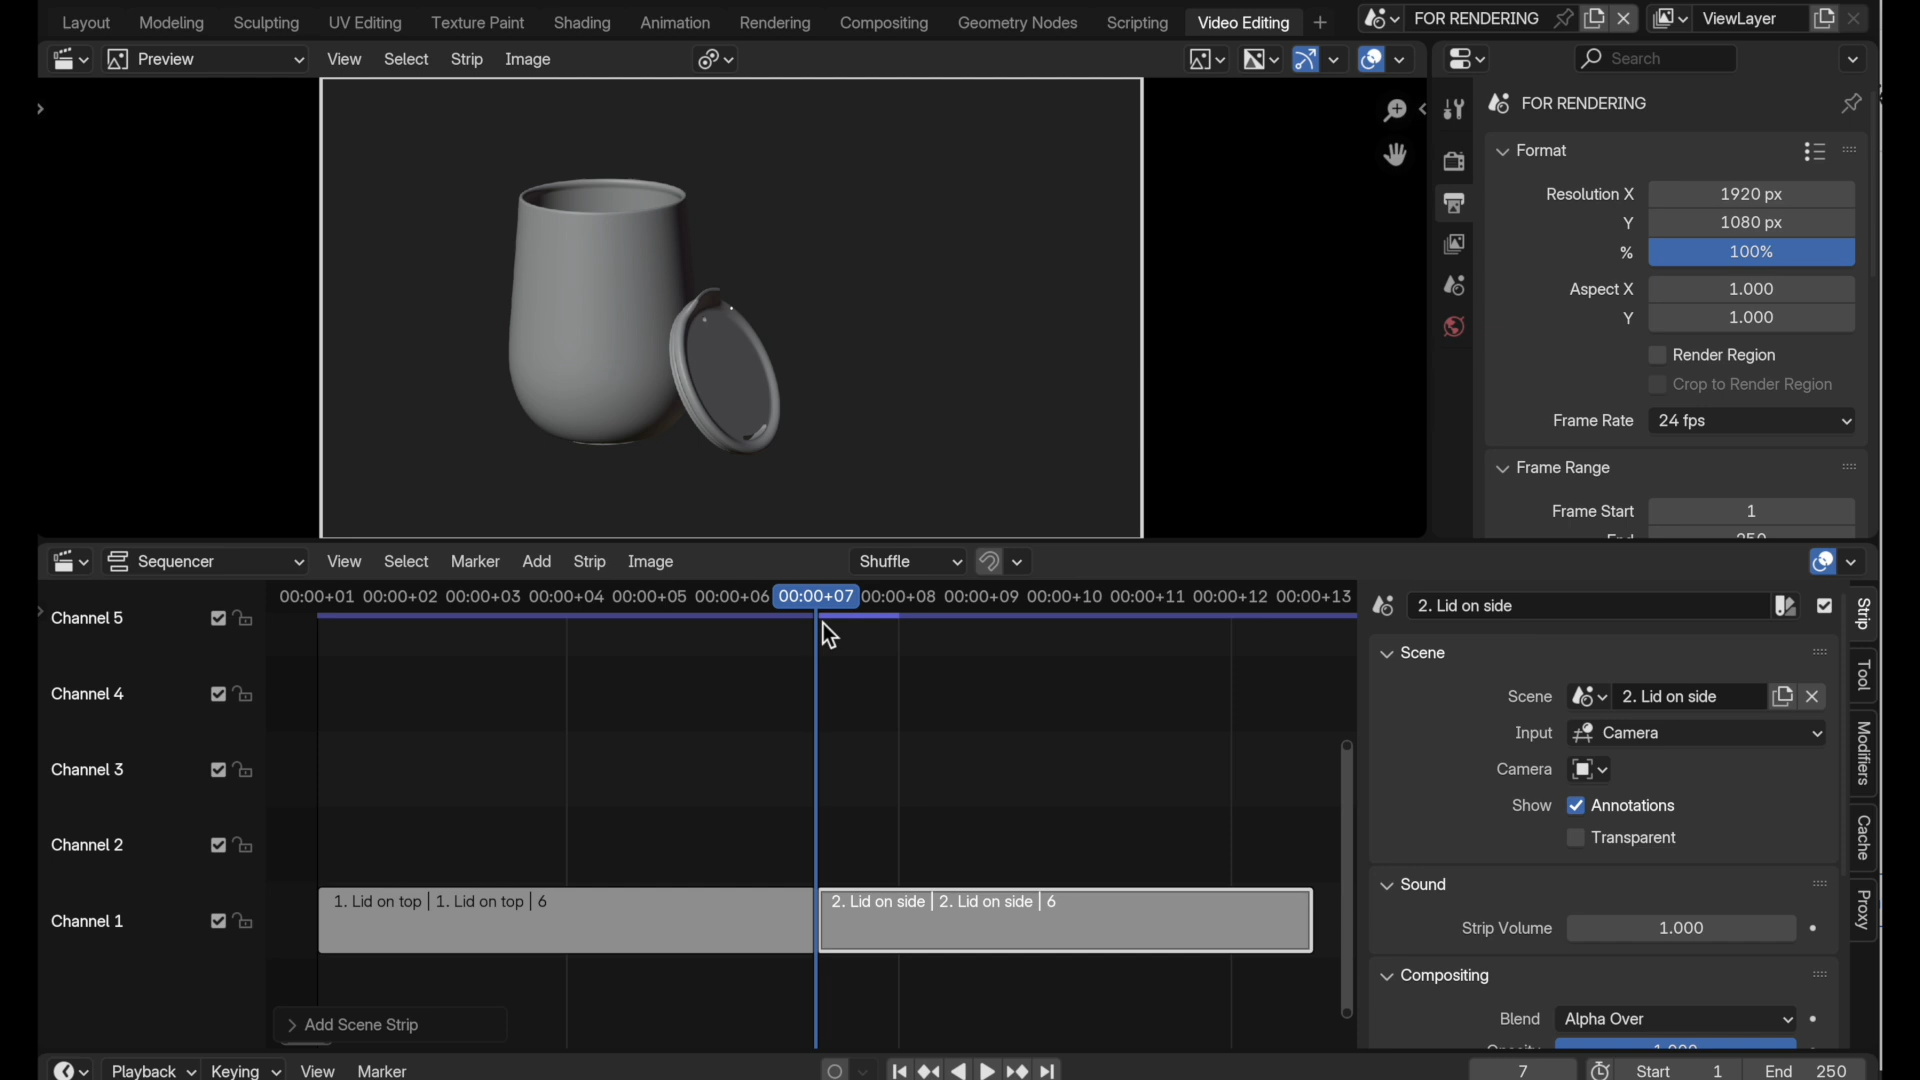 Layout Modeling Sculpting UV Editing Texture Paint Shading Animation Rendering Compositing Geometry Nodes Scripting Video Editing + FOR RENDERING ViewLayer
Preview View Select Strip Image Search
FOR RENDERING
Format
Resolution X 1920 px
Y 1080 px
% 100%
Aspect X 1.000
Y 1.000
Render Region
Crop to Render Region
Frame Rate 24 fps
Frame Range
Frame Start 1
End 250
Sequencer View Select Marker Add Strip Image Shuffle
00:00+01 00:00+02 00:00+03 00:00+04 00:00+05 00:00+06 00:00+07 00:00+08 00:00+09 00:00+10 00:00+11 00:00+12 00:00+13
Channel 5
Channel 4
Channel 3
Channel 2
Channel 1
1. Lid on top | 1. Lid on top | 6
2. Lid on side | 2. Lid on side | 6
Add Scene Strip
2. Lid on side
Scene
Scene 2. Lid on side
Input Camera
Camera
Show Annotations
Transparent
Sound
Strip Volume 1.000
Compositing
Blend Alpha Over
Opacity 1.000
Strip
Tool
Modifiers
Cache
Proxy
Playback Keying View Marker 7 Start 1 End 250